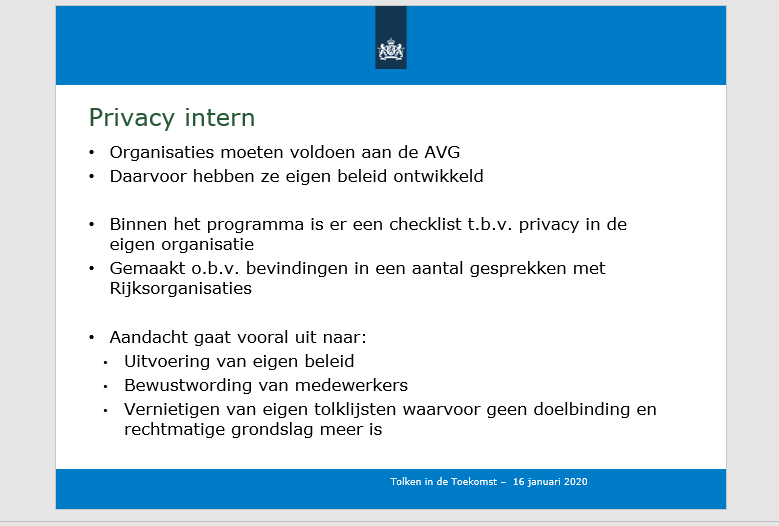 Privacy intern
• Organisaties moeten voldoen aan de AVG
• Daarvoor hebben ze eigen beleid ontwikkeld
• Binnen het programma is er een checklist t.b.v. privacy in de
eigen organisatie
• Gemaakt o.b.v. bevindingen in een aantal gesprekken met
Rijksorganisaties
• Aandacht gaat vooral uit naar:
• Uitvoering van eigen beleid
• Bewustwording van medewerkers
• Vernietigen van eigen tolklijsten waarvoor geen doelbinding en
rechtmatige grondslag meer is
Tolken in de Toekomst – 16 januari 2020